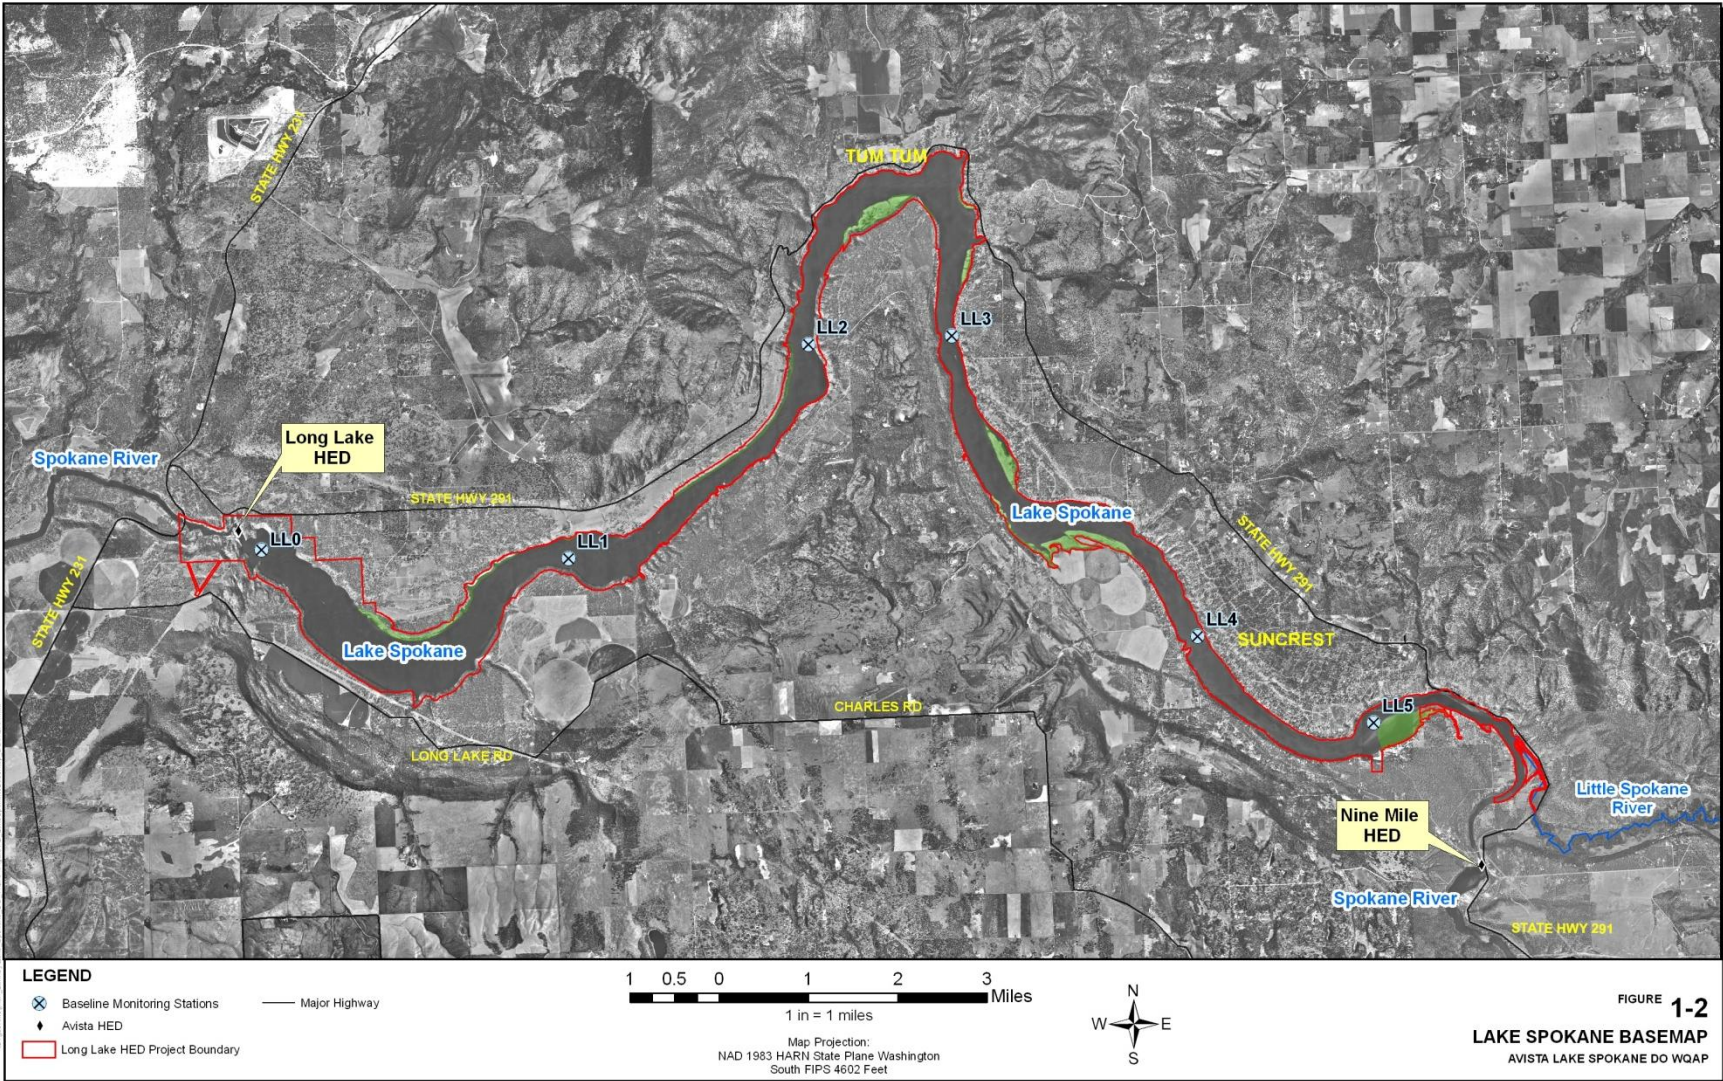 TUM TUM
STATE HWY 231
LL2
LL3
Long Lake
HED
Spokane River
STATE HWY 291
Lake Spokane
LL0
LL1
STATE HWY 291
STATE HWY 231
LL4
SUNCREST
Lake Spokane
CHARLES RD
LL5
LONG LAKE RD
Little Spokane
River
Nine Mile
HED
Spokane River
STATE HWY 291
LEGEND
Baseline Monitoring Stations
Major Highway
Avista HED
Long Lake HED Project Boundary
1 0.5 0 1 2 3
Miles
1 in = 1 miles
Map Projection:
NAD 1983 HARN State Plane Washington
South FIPS 4602 Feet
N
W E
S
FIGURE 1-2
LAKE SPOKANE BASEMAP
AVISTA LAKE SPOKANE DO WQAP